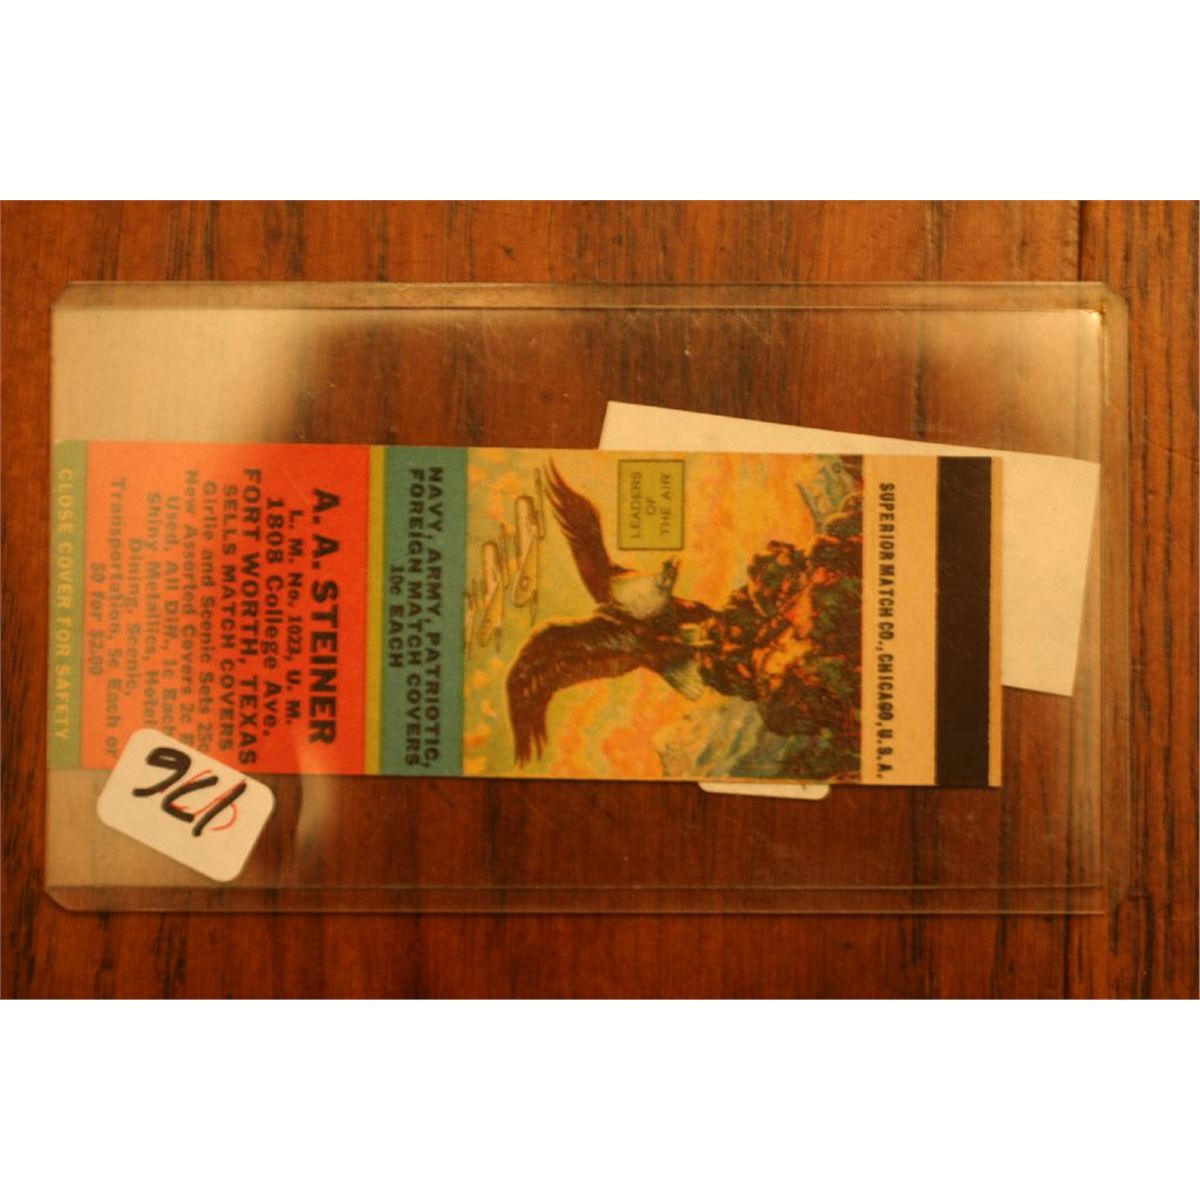 CLOSE COVER FOR SAFETY
A. A. STEINER
L. M. No. 1023, U. M.
1808 College Ave.
FORT WORTH, TEXAS
SELLS MATCH COVERS
Girlie and Scenic Sets 25c
New Assorted Covers 2c
Used, All Diff., 1c Each
Shiny Metallics, Hotel
Dining, Scenic,
Transportation, 5c Each or
50 for $2.00
NAVY, ARMY, PATRIOTIC,
FOREIGN MATCH COVERS
10c EACH
LEADERS
OF
THE AIR
SUPERIOR MATCH CO., CHICAGO, U.S.A.
176